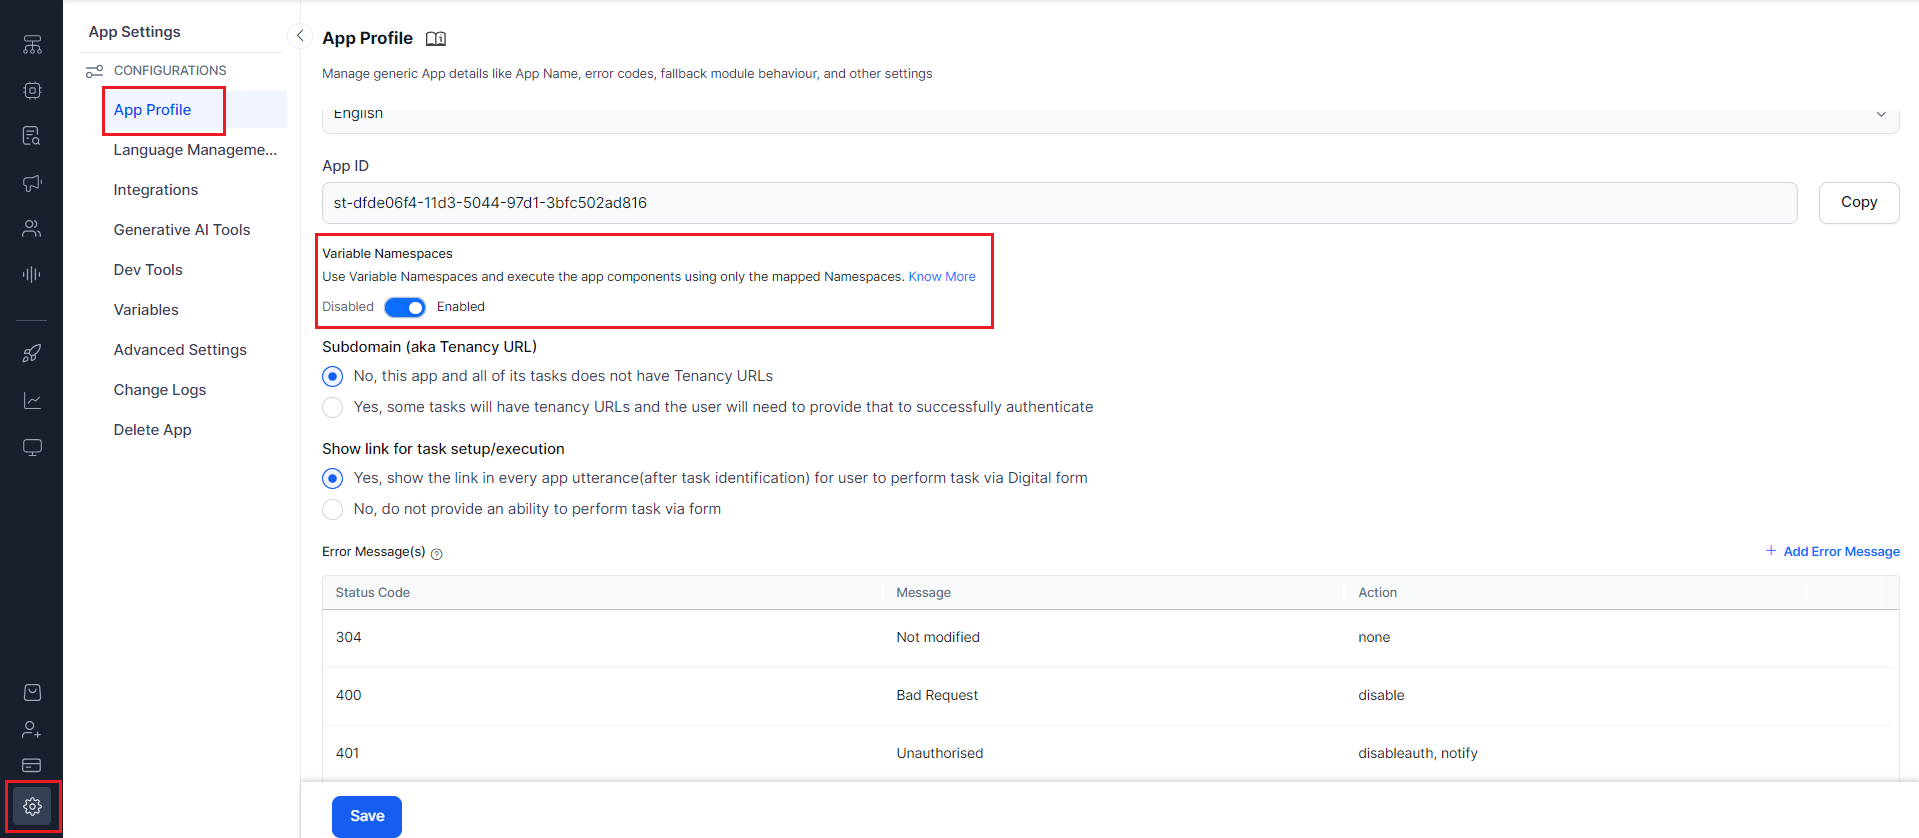 App Settings
CONFIGURATIONS
App Profile
Language Manageme...
Integrations
Generative AI Tools
Dev Tools
Variables
Advanced Settings
Change Logs
Delete App
App Profile
Manage generic App details like App Name, error codes, fallback module behaviour, and other settings
English
App ID
st-dfde06f4-11d3-5044-97d1-3bfc502ad816
Copy
Variable Namespaces
Use Variable Namespaces and execute the app components using only the mapped Namespaces. Know More
Disabled Enabled
Subdomain (aka Tenancy URL)
No, this app and all of its tasks does not have Tenancy URLs
Yes, some tasks will have tenancy URLs and the user will need to provide that to successfully authenticate
Show link for task setup/execution
Yes, show the link in every app utterance(after task identification) for user to perform task via Digital form
No, do not provide an ability to perform task via form
Error Message(s) ?
+ Add Error Message
Status Code Message Action
304 Not modified none
400 Bad Request disable
401 Unauthorised disableauth, notify
Save